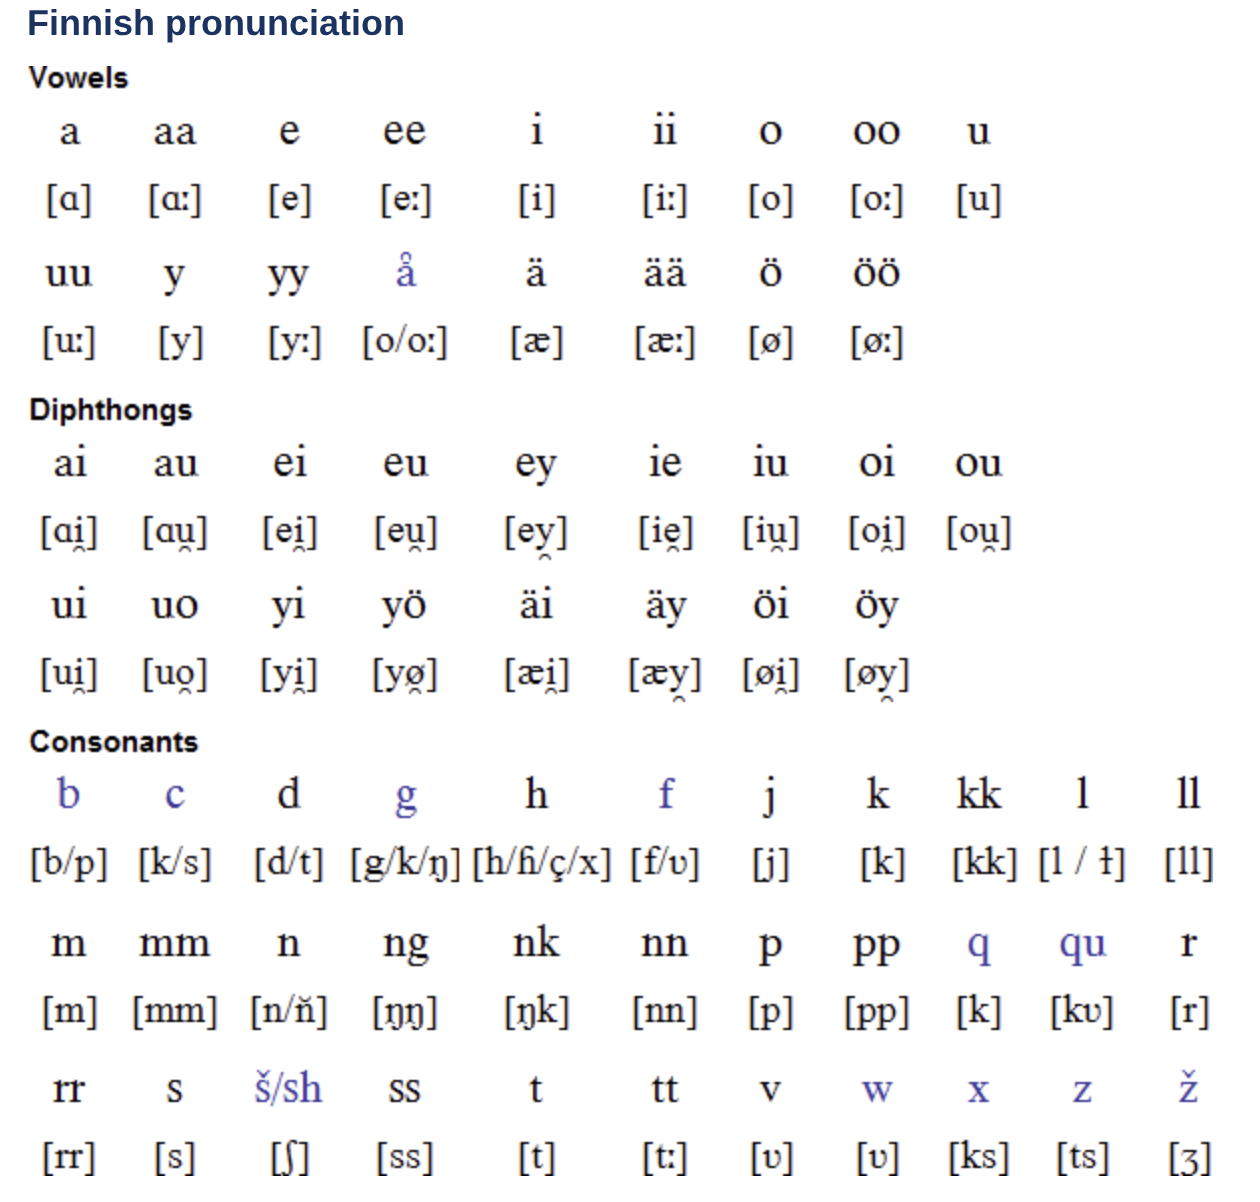 Finnish pronunciation
Vowels
a aa e ee i ii o oo u
[ɑ] [ɑː] [e] [eː] [i] [iː] [o] [oː] [u]
uu y yy å ä ää ö öö
[uː] [y] [yː] [o/oː] [æ] [æː] [ø] [øː]
Diphthongs
ai au ei eu ey ie iu oi ou
[ɑi̯] [ɑu̯] [ei̯] [eu̯] [ey̯] [ie̯] [iu̯] [oi̯] [ou̯]
ui uo yi yö äi äy öi öy
[ui̯] [uo̯] [yi̯] [yø̯] [æi̯] [æy̯] [øi̯] [øy̯]
Consonants
b c d g h f j k kk l ll
[b/p] [k/s] [d/t] [g/k/ŋ] [h/ɦ/ç/x] [f/ʋ] [j] [k] [kk] [l / ɫ] [ll]
m mm n ng nk nn p pp q qu r
[m] [mm] [n/n̆] [ŋŋ] [ŋk] [nn] [p] [pp] [k] [kʋ] [r]
rr s š/sh ss t tt v w x z ž
[rr] [s] [ʃ] [ss] [t] [tː] [ʋ] [ʋ] [ks] [ts] [ʒ]